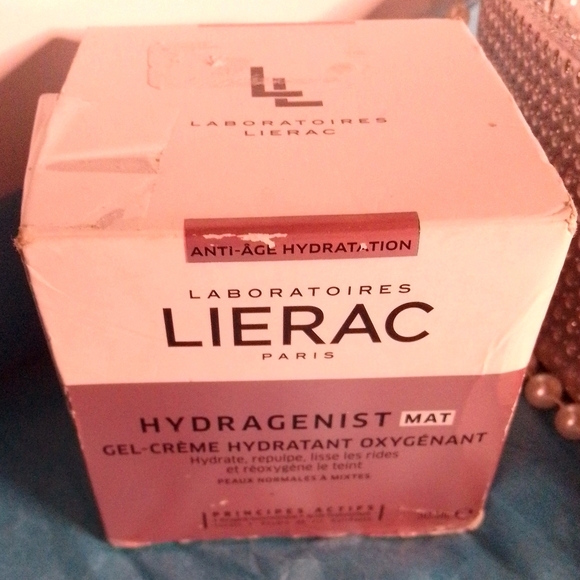 LABORATOIRES
LIERAC
ANTI-ÂGE HYDRATATION
LABORATOIRES
LIERAC
PARIS
HYDRAGENIST MAT
GEL-CRÈME HYDRATANT OXYGÉNANT
Hydrate, repulpe, lisse les rides
et réoxygène le teint
PEAUX NORMALES À MIXTES
PRINCIPES ACTIFS